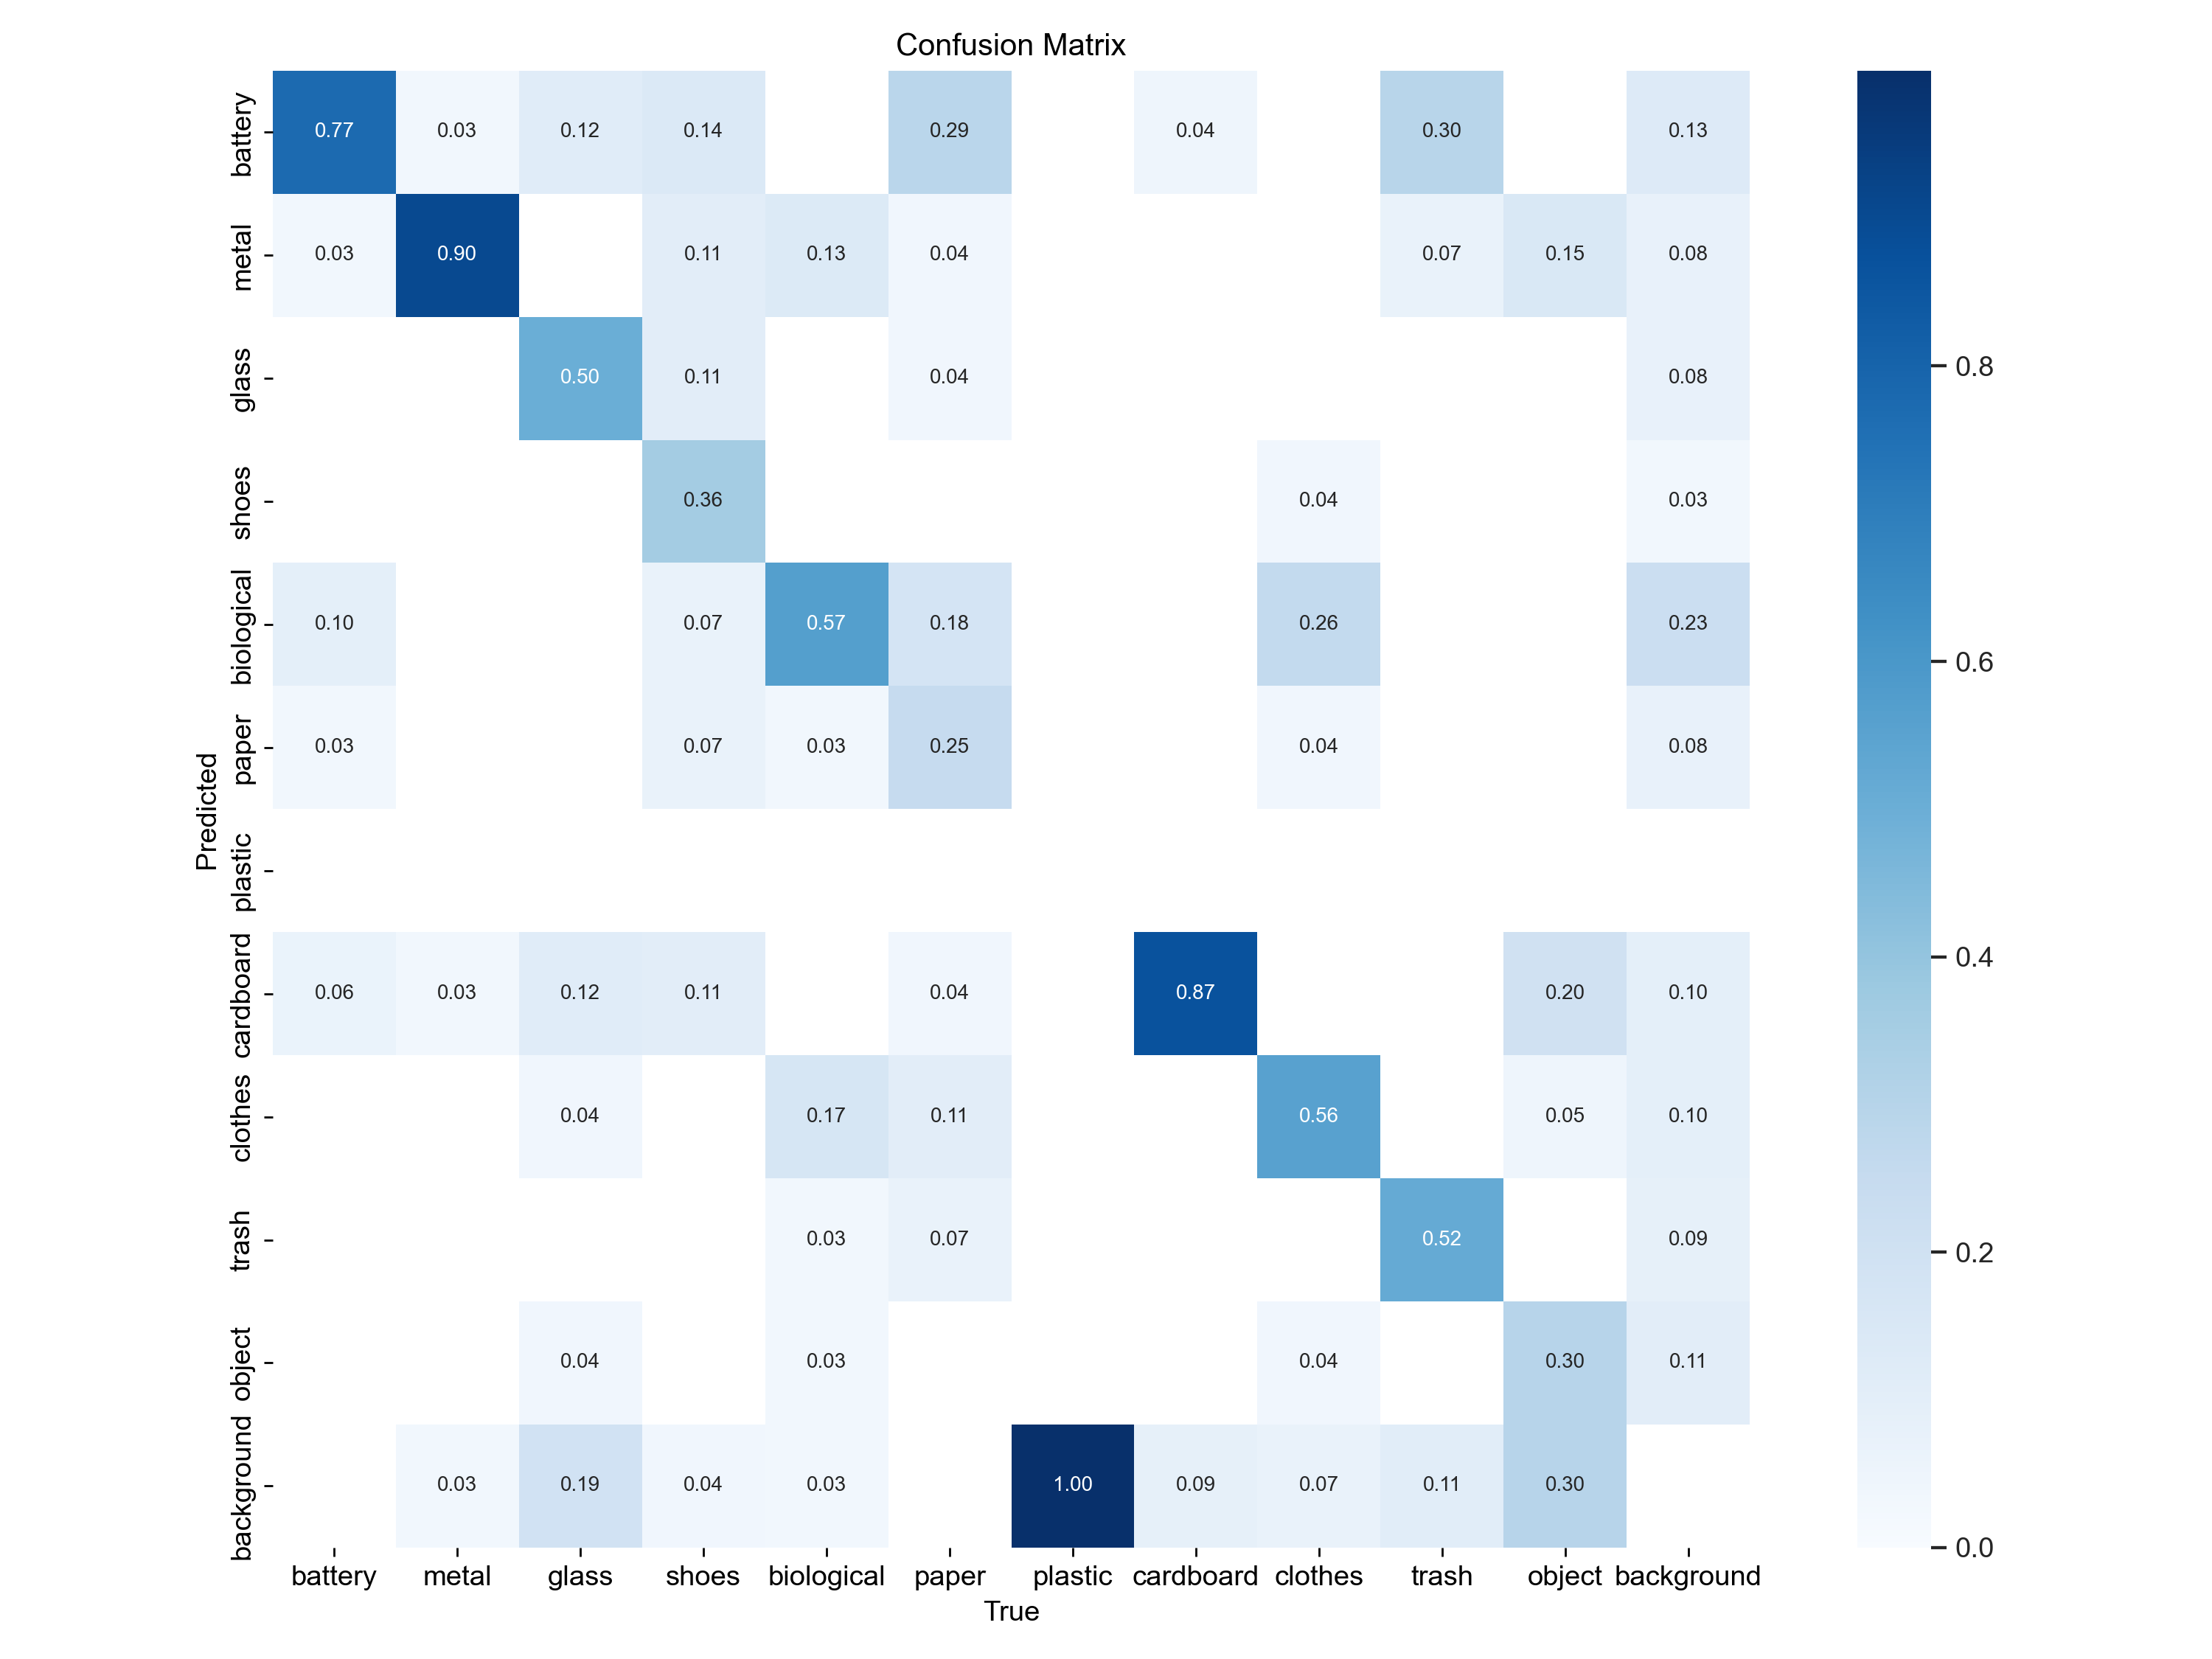 Confusion Matrix
battery 0.77 0.03 0.12 0.14 0.29 0.04 0.30 0.13
metal 0.03 0.90 0.11 0.13 0.04 0.07 0.15 0.08
glass 0.50 0.11 0.04 0.08
0.8
shoes 0.36 0.04 0.03
biological 0.10 0.07 0.57 0.18 0.26 0.23
0.6
paper 0.03 0.07 0.03 0.25 0.04 0.08
Predicted
plastic
0.4
cardboard 0.06 0.03 0.12 0.11 0.04 0.87 0.20 0.10
clothes 0.04 0.17 0.11 0.56 0.05 0.10
trash 0.03 0.07 0.52 0.09
0.2
object 0.04 0.03 0.04 0.30 0.11
background 0.03 0.19 0.04 0.03 1.00 0.09 0.07 0.11 0.30
0.0
battery metal glass shoes biological paper plastic cardboard clothes trash object background
True